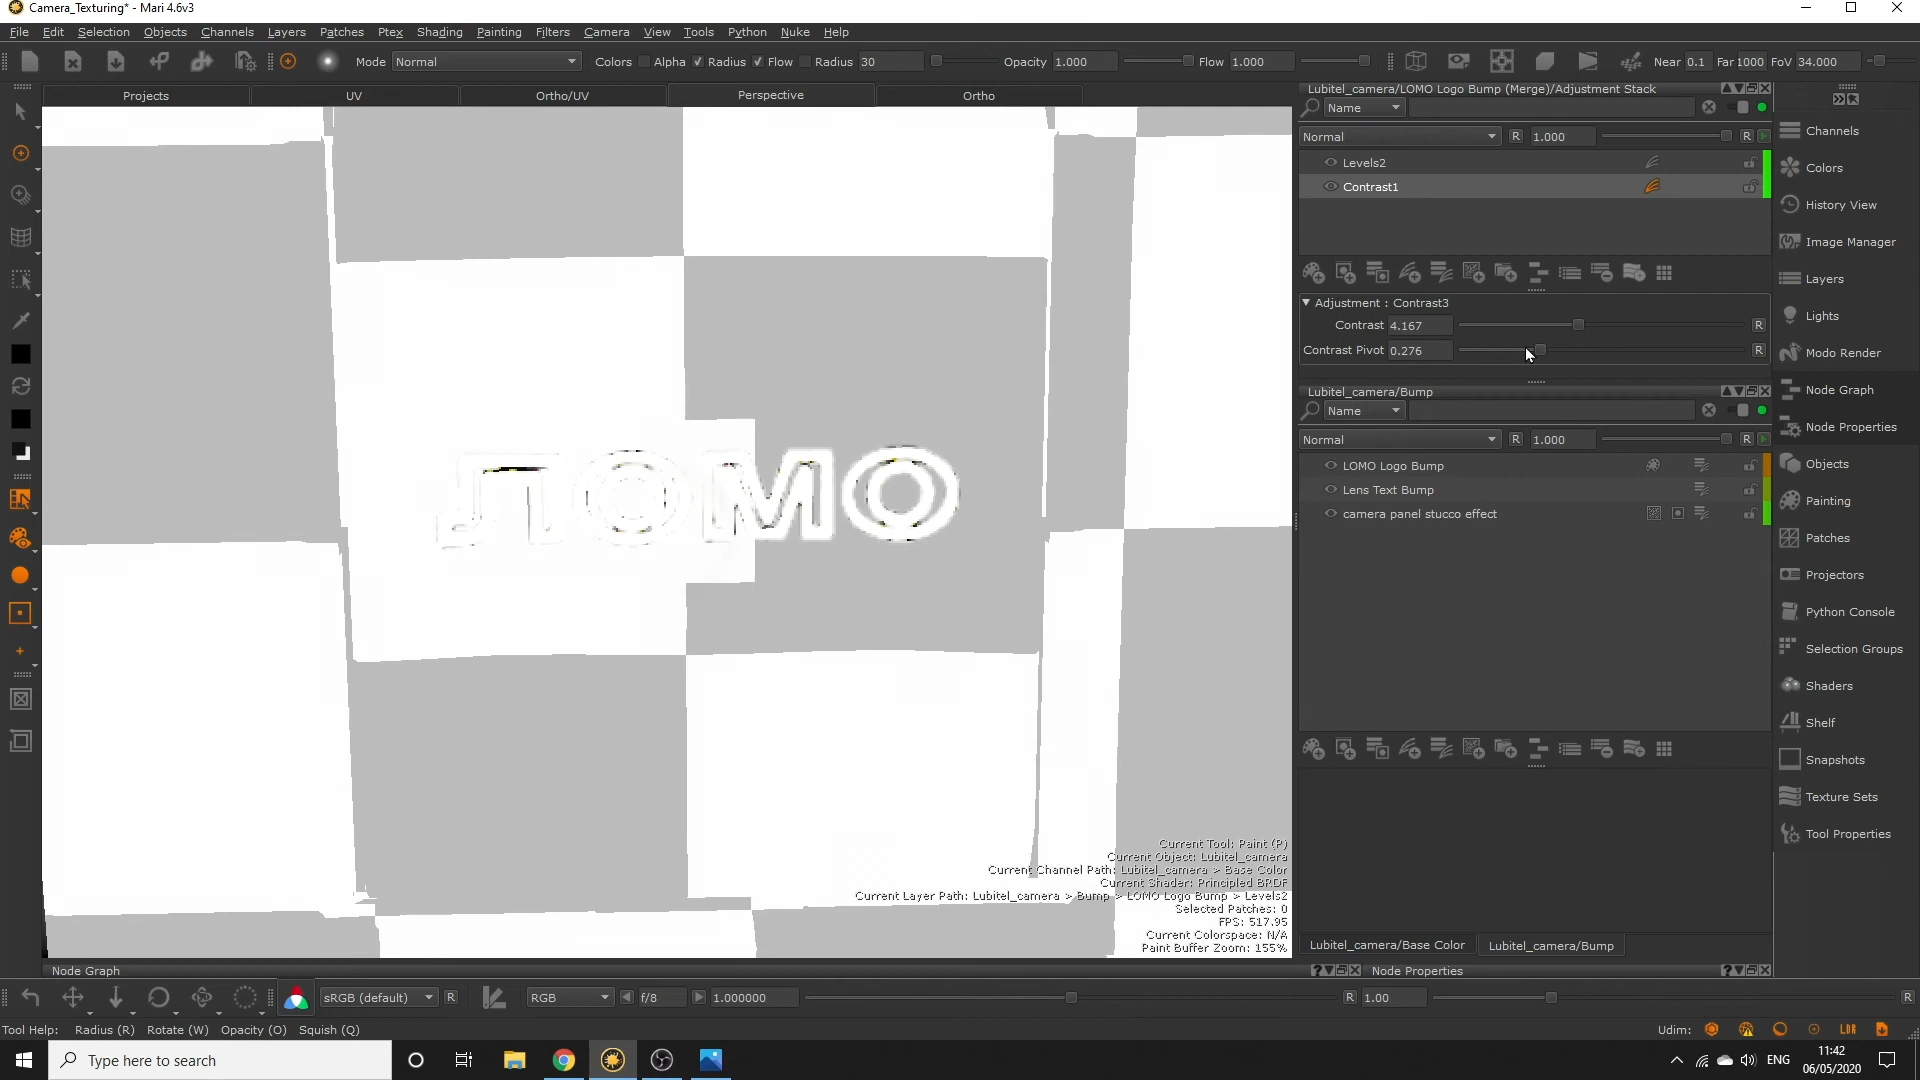 Camera_Texturing* - Mari 4.6v3
File Edit Selection Objects Channels Layers Patches Ptex Shading Painting Filters Camera View Tools Python Nuke Help
Mode Normal Colors Alpha Radius Flow Radius 30 Opacity 1.000 Flow 1.000 Near 0.1 Far 1000 FoV 34.000
Projects UV Ortho/UV Perspective Ortho
Lubitel_camera/LOMO Logo Bump (Merge)/Adjustment Stack
Name
Normal R 1.000 R
Levels2
Contrast1
Adjustment : Contrast3
Contrast 4.167 R
Contrast Pivot 0.276 R
Lubitel_camera/Bump
Name
Normal R 1.000 R
LOMO Logo Bump
Lens Text Bump
camera panel stucco effect
Lubitel_camera/Base Color Lubitel_camera/Bump
Channels
Colors
History View
Image Manager
Layers
Lights
Modo Render
Node Graph
Node Properties
Objects
Painting
Patches
Projectors
Python Console
Selection Groups
Shaders
Shelf
Snapshots
Texture Sets
Tool Properties
ЛОМО
Current Tool: Paint (P)
Current Object: Lubitel_camera
Current Channel Path: Lubitel_camera > Base Color
Current Shader: Principled BRDF
Current Layer Path: Lubitel_camera > Bump > LOMO Logo Bump > Levels2
Selected Patches: 0
FPS: 517.95
Current Colorspace: N/A
Paint Buffer Zoom: 155%
Node Graph Node Properties
sRGB (default) R RGB f/8 1.000000 R 1.00 R
Tool Help: Radius (R) Rotate (W) Opacity (O) Squish (Q) Udim: LDR
Type here to search
ENG
11:42
06/05/2020